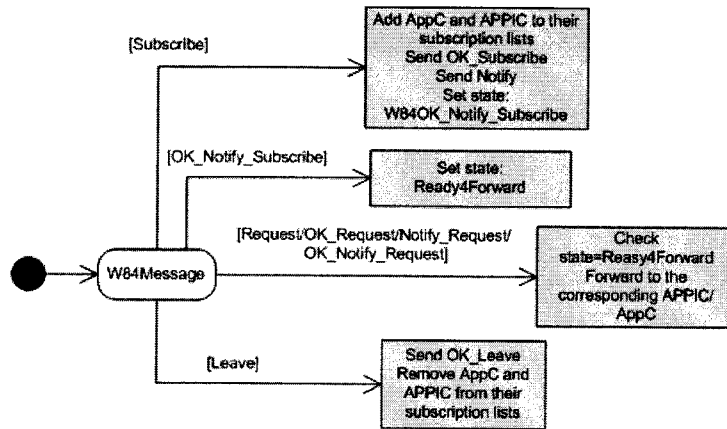 Add AppC and APPIC to their
subscription lists
Send OK_Subscribe
Send Notify
Set state:
W84OK_Notify_Subscribe
[Subscribe]
[OK_Notify_Subscribe]
Set state:
Ready4Forward
[Request/OK_Request/Notify_Request/
OK_Notify_Request]
Check
state=Reasy4Forward
Forward to the
corresponding APPIC/
AppC
W84Message
[Leave]
Send OK_Leave
Remove AppC and
APPIC from their
subscription lists